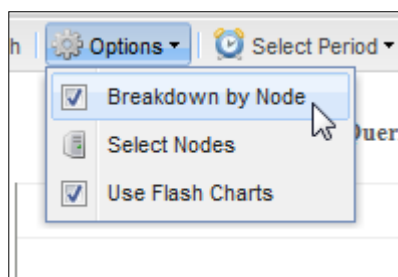 h Options Select Period
Breakdown by Node
Select Nodes
Use Flash Charts